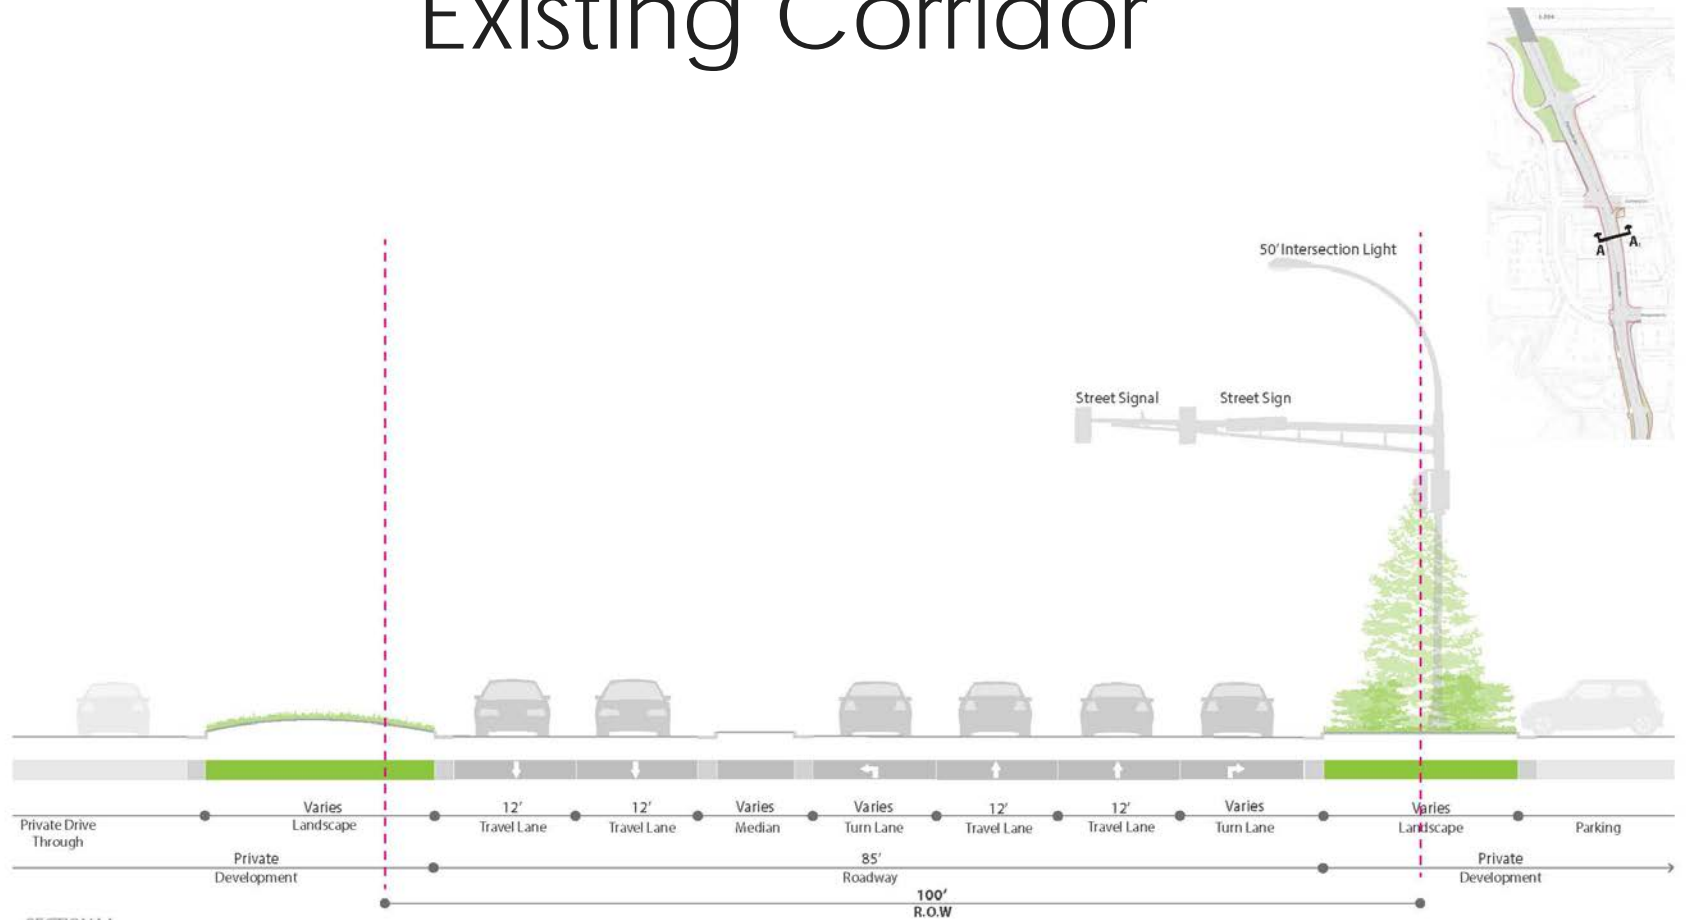 Existing Corridor
A
A
50' Intersection Light
Street Signal
Street Sign
Varies
Landscape
12'
Travel Lane
12'
Travel Lane
Varies
Median
Varies
Turn Lane
12'
Travel Lane
12'
Travel Lane
Varies
Turn Lane
Varies
Landscape
Private Drive
Through
Parking
Private
Development
85'
Roadway
Private
Development
100'
R.O.W